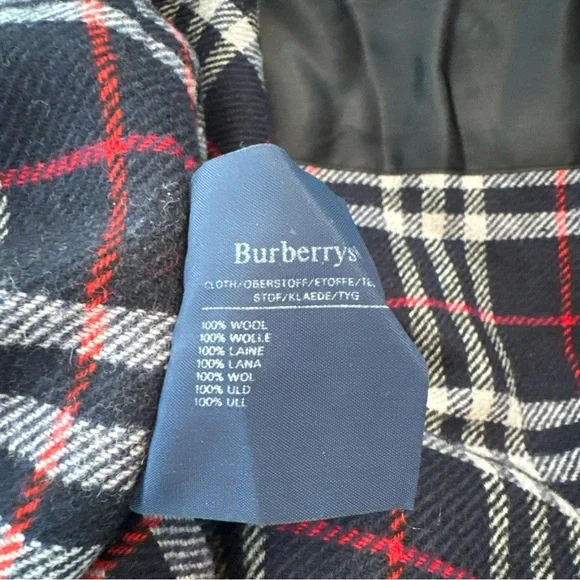 Burberrys
CLOTH/OBERSTOFF/ETOFFE/TE
STOF/KLAEDE/TYG
100% WOOL
100% WOLLE
100% LAINE
100% LANA
100% WOL
100% ULD
100% ULL